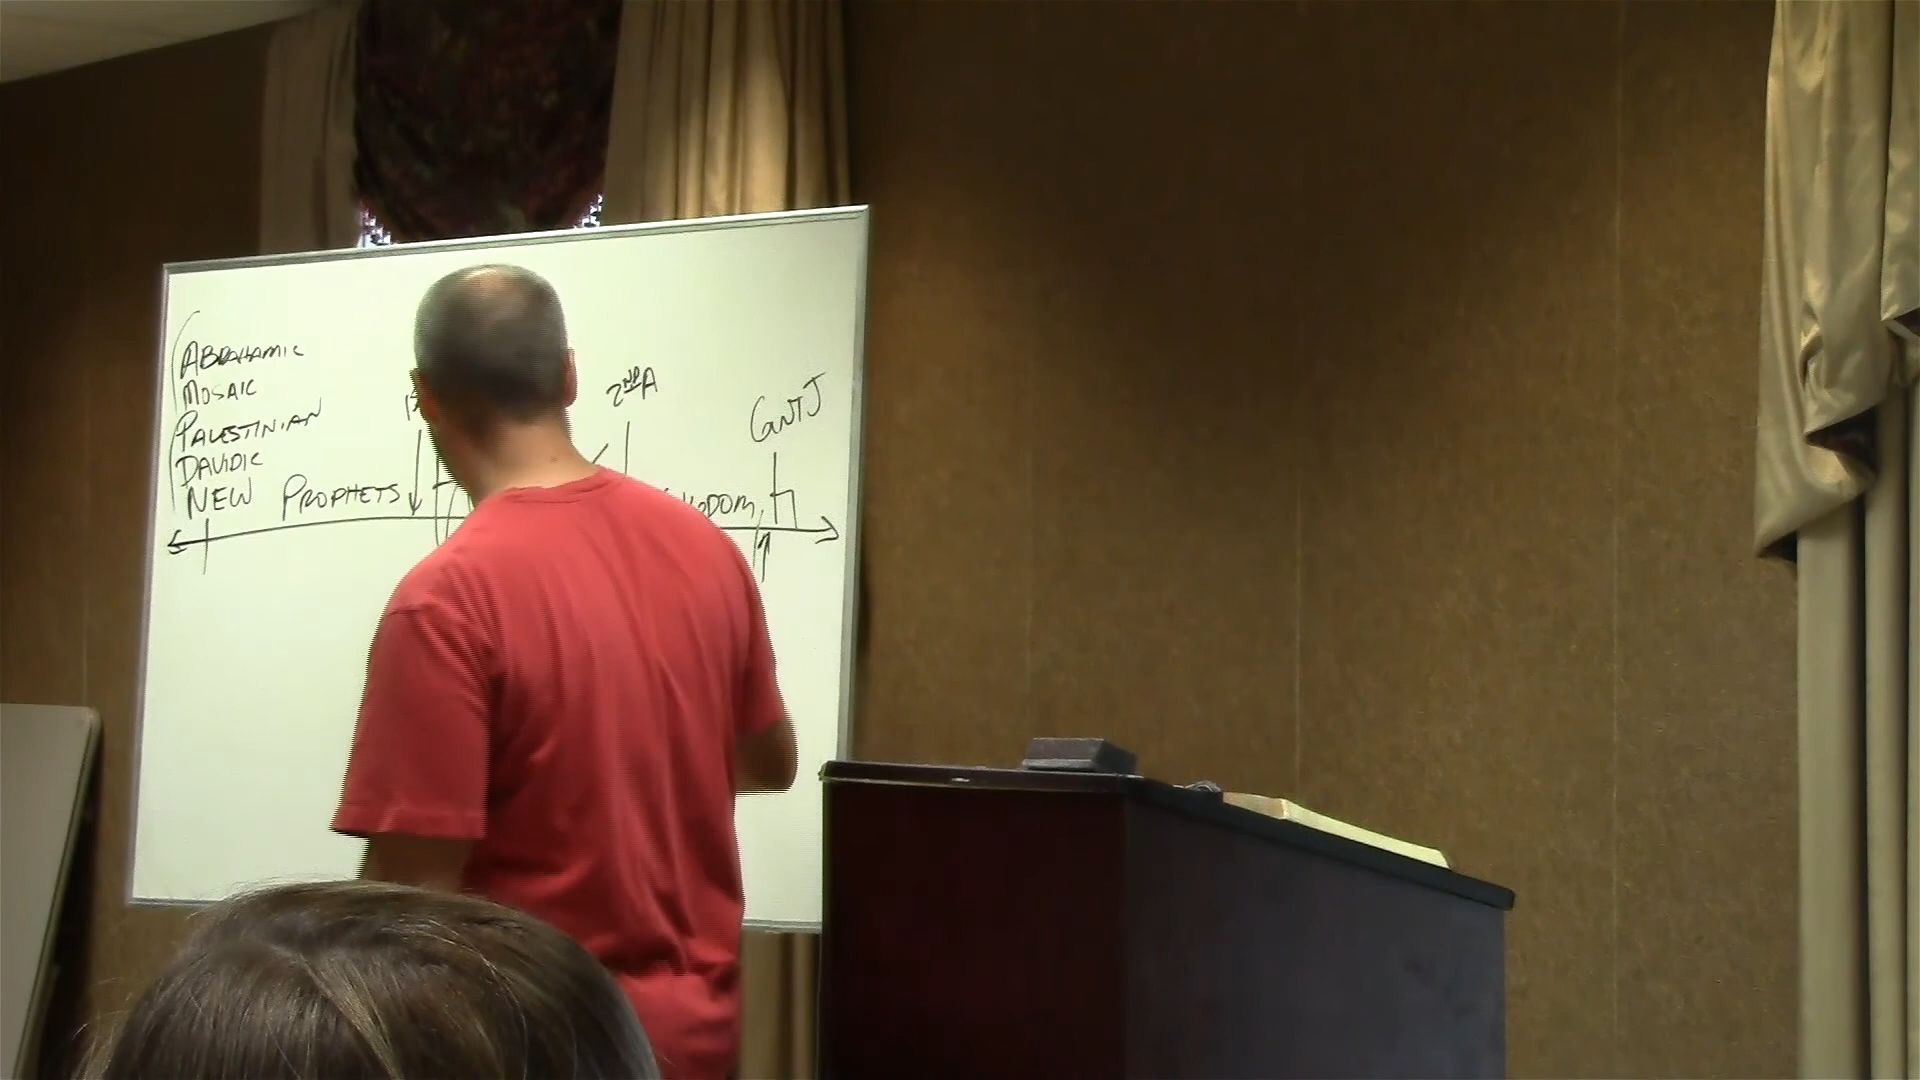 ABRAHAMIC
MOSAIC
PALESTINIAN
DAVIDIC
NEW PROPHETS
2ND A
GWTJ